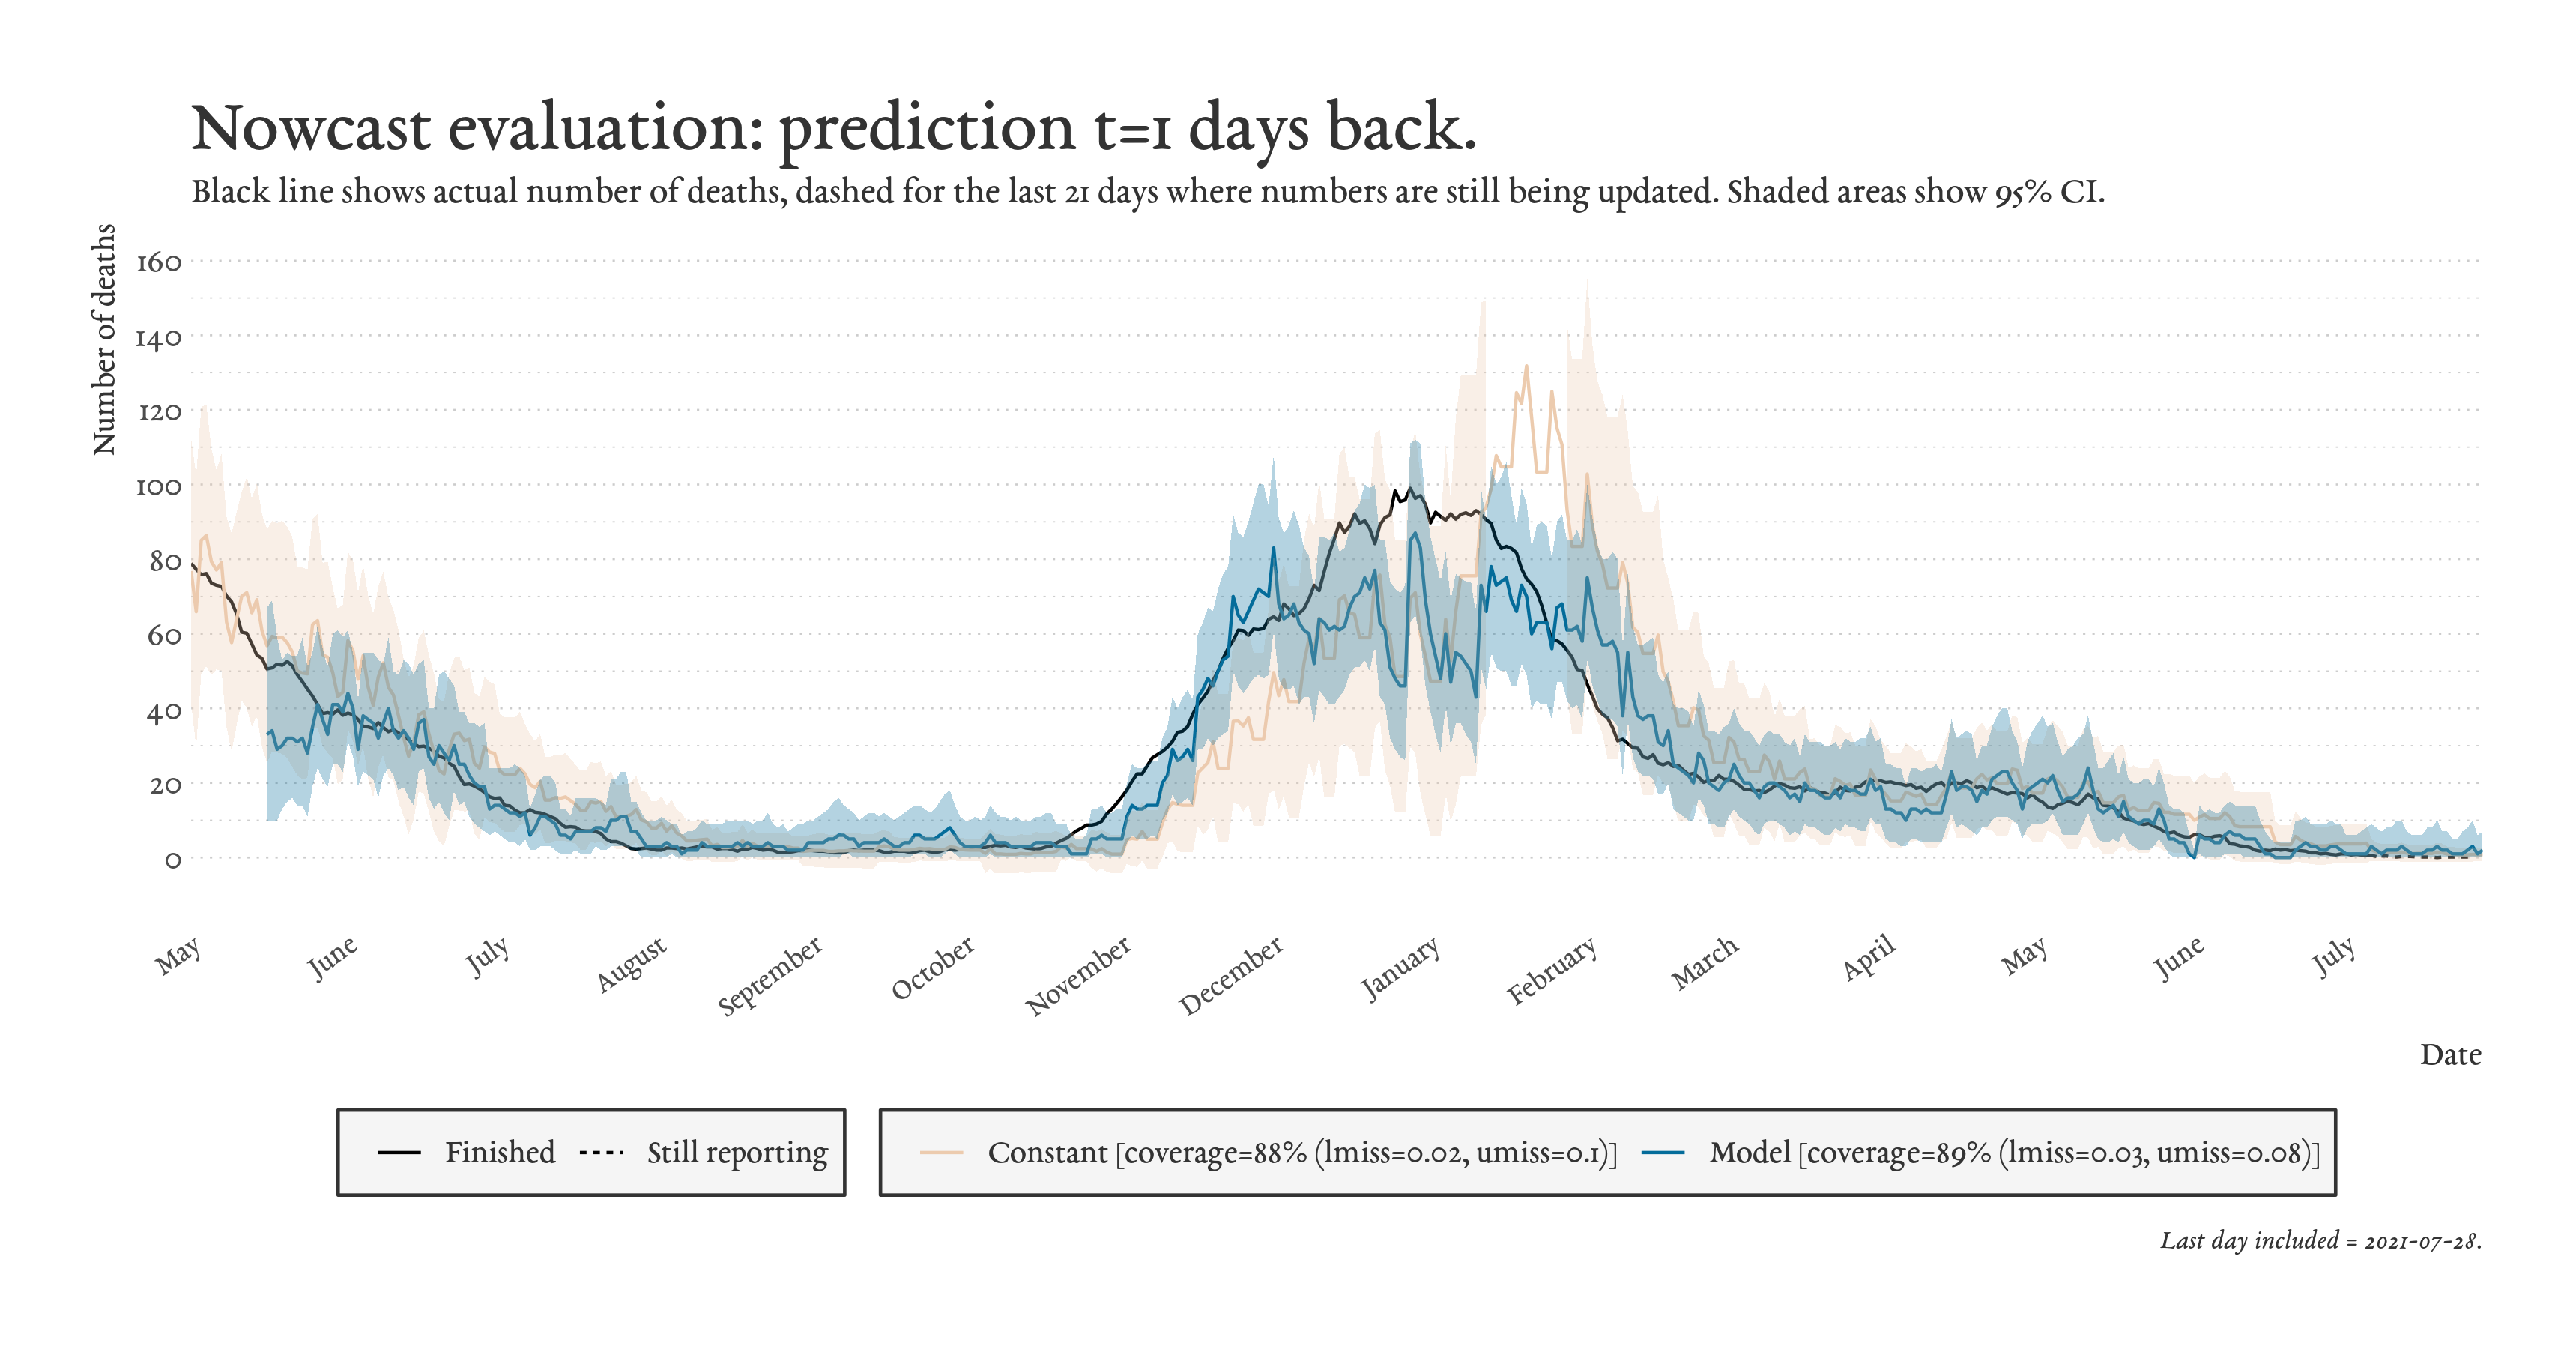 Nowcast evaluation: prediction t=1 days back.
Black line shows actual number of deaths, dashed for the last 21 days where numbers are still being updated. Shaded areas show 95% CI.
Number of deaths
160
140
120
100
80
60
40
20
0
May
June
July
August
September
October
November
December
January
February
March
April
May
June
July
Date
Finished
Still reporting
Constant [coverage=88% (lmiss=0.02, umiss=0.1)]
Model [coverage=89% (lmiss=0.03, umiss=0.08)]
Last day included = 2021-07-28.